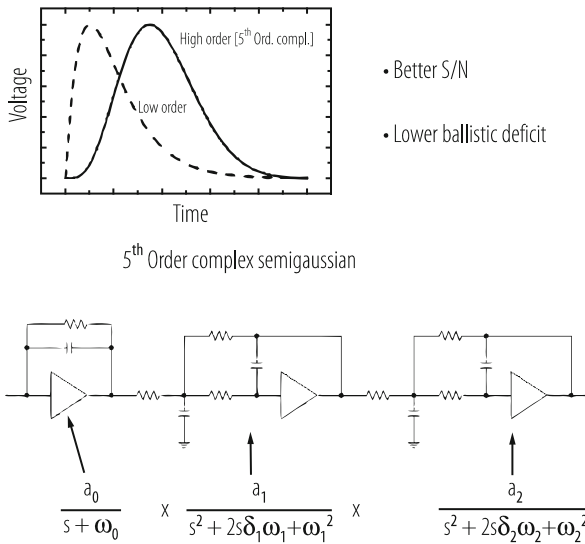 High order [5th Ord. compl.]
Low order
Voltage
Time
• Better S/N
• Lower ballistic deficit
5th Order complex semigaussian
a0 / (s + ω0) x a1 / (s² + 2sδ1ω1+ω1²) x a2 / (s² + 2sδ2ω2+ω2²)